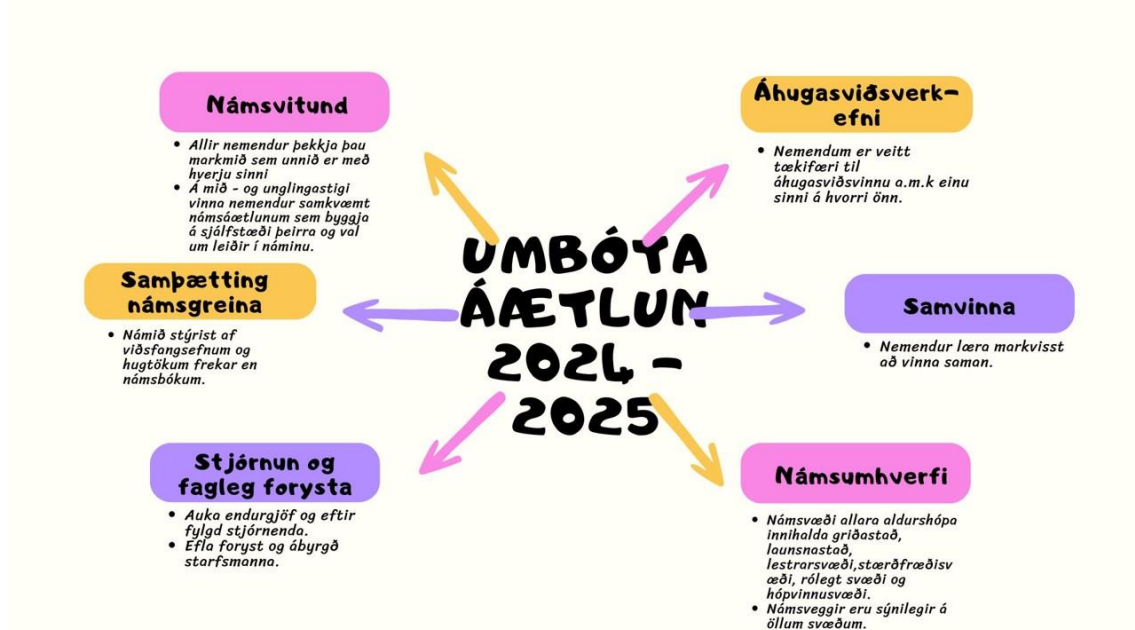 Námsvitund
Allir nemendur þekkja þau
markmið sem unnið er með
hverju sinni
Á mið - og unglingastigi
vinna nemendur samkvæmt
námsáætlunum sem byggja
á sjálfstæði þeirra og val
um leiðir í náminu.
Samþætting
námsgreina
Námið stýrist af
viðsfangsefnum og
hugtökum frekar en
námsbókum.
Stjórnun og
fagleg forysta
Auka endurgjöf og eftir
fylgd stjórnenda.
Efla foryst og ábyrgð
starfsmanna.
UMBÓTA
ÁÆTLUN
2024 -
2025
Áhugasviðsverk-
efni
Nemendum er veitt
tækifæri til
áhugasviðsvinnu a.m.k einu
sinni á hvorri önn.
Samvinna
Nemendur læra markvisst
að vinna saman.
Námsumhverfi
Námsvæði allara aldurshópa
innihalda griðastað,
launsnastað,
lestrarsvæði,stærðfræðisv
æði, rólegt svæði og
hópvinnusvæði.
Námsveggir eru sýnilegir á
öllum svæðum.